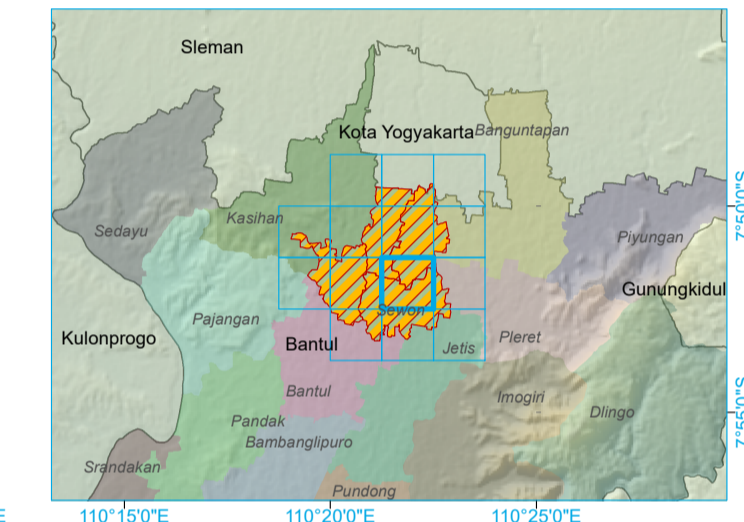 Sleman
Kota Yogyakarta
Banguntapan
Kasihan
Sedayu
Piyungan
7°50'0"S
Gunungkidul
Pajangan
Sewon
Kulonprogo
Bantul
Jetis
Pleret
Bantul
Imogiri
Dlingo
Pandak
Bambanglipuro
7°55'0"S
Srandakan
Pundong
E
110°15'0"E
110°20'0"E
110°25'0"E